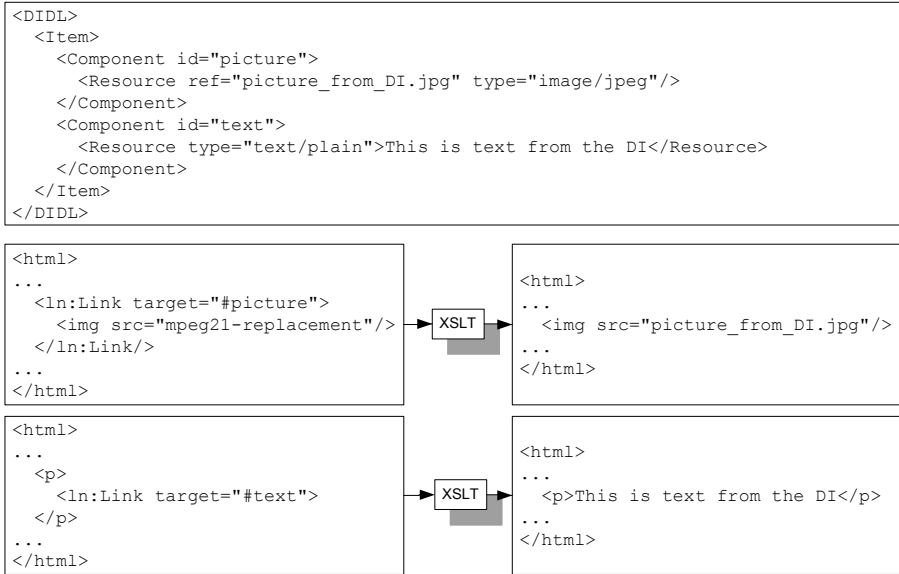 <DIDL>
  <Item>
    <Component id="picture">
      <Resource ref="picture_from_DI.jpg" type="image/jpeg"/>
    </Component>
    <Component id="text">
      <Resource type="text/plain">This is text from the DI</Resource>
    </Component>
  </Item>
</DIDL>
<html>
...
  <ln:Link target="#picture">
    <img src="mpeg21-replacement"/>
  </ln:Link/>
...
</html>
XSLT
<html>
...
  <img src="picture_from_DI.jpg"/>
...
</html>
<html>
...
  <p>
    <ln:Link target="#text">
  </p>
...
</html>
XSLT
<html>
...
  <p>This is text from the DI</p>
...
</html>